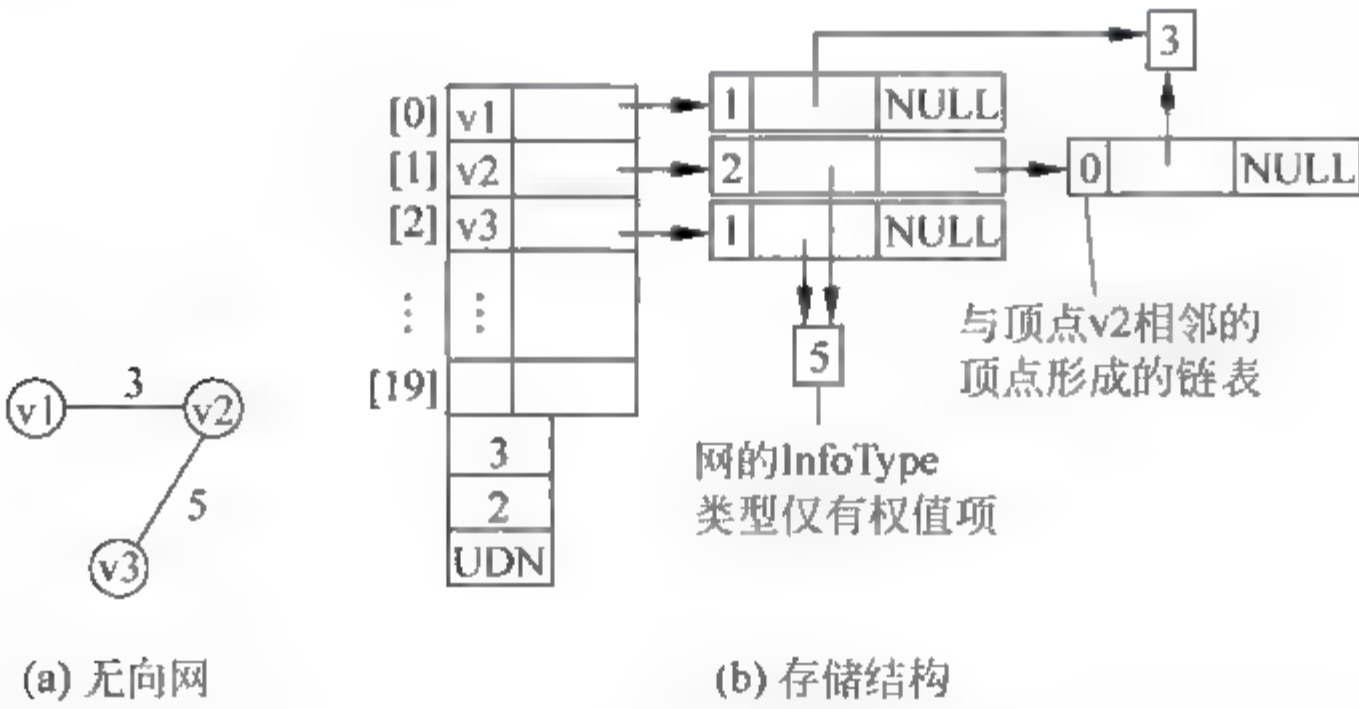 3
[0] v1 1 NULL
[1] v2 2 0 NULL
[2] v3 1 NULL
⋮ ⋮
[19]
5
与顶点v2相邻的
顶点形成的链表
3
2
UDN
网的InfoType
类型仅有权值项
v1 3 v2
5
v3
(a) 无向网
(b) 存储结构